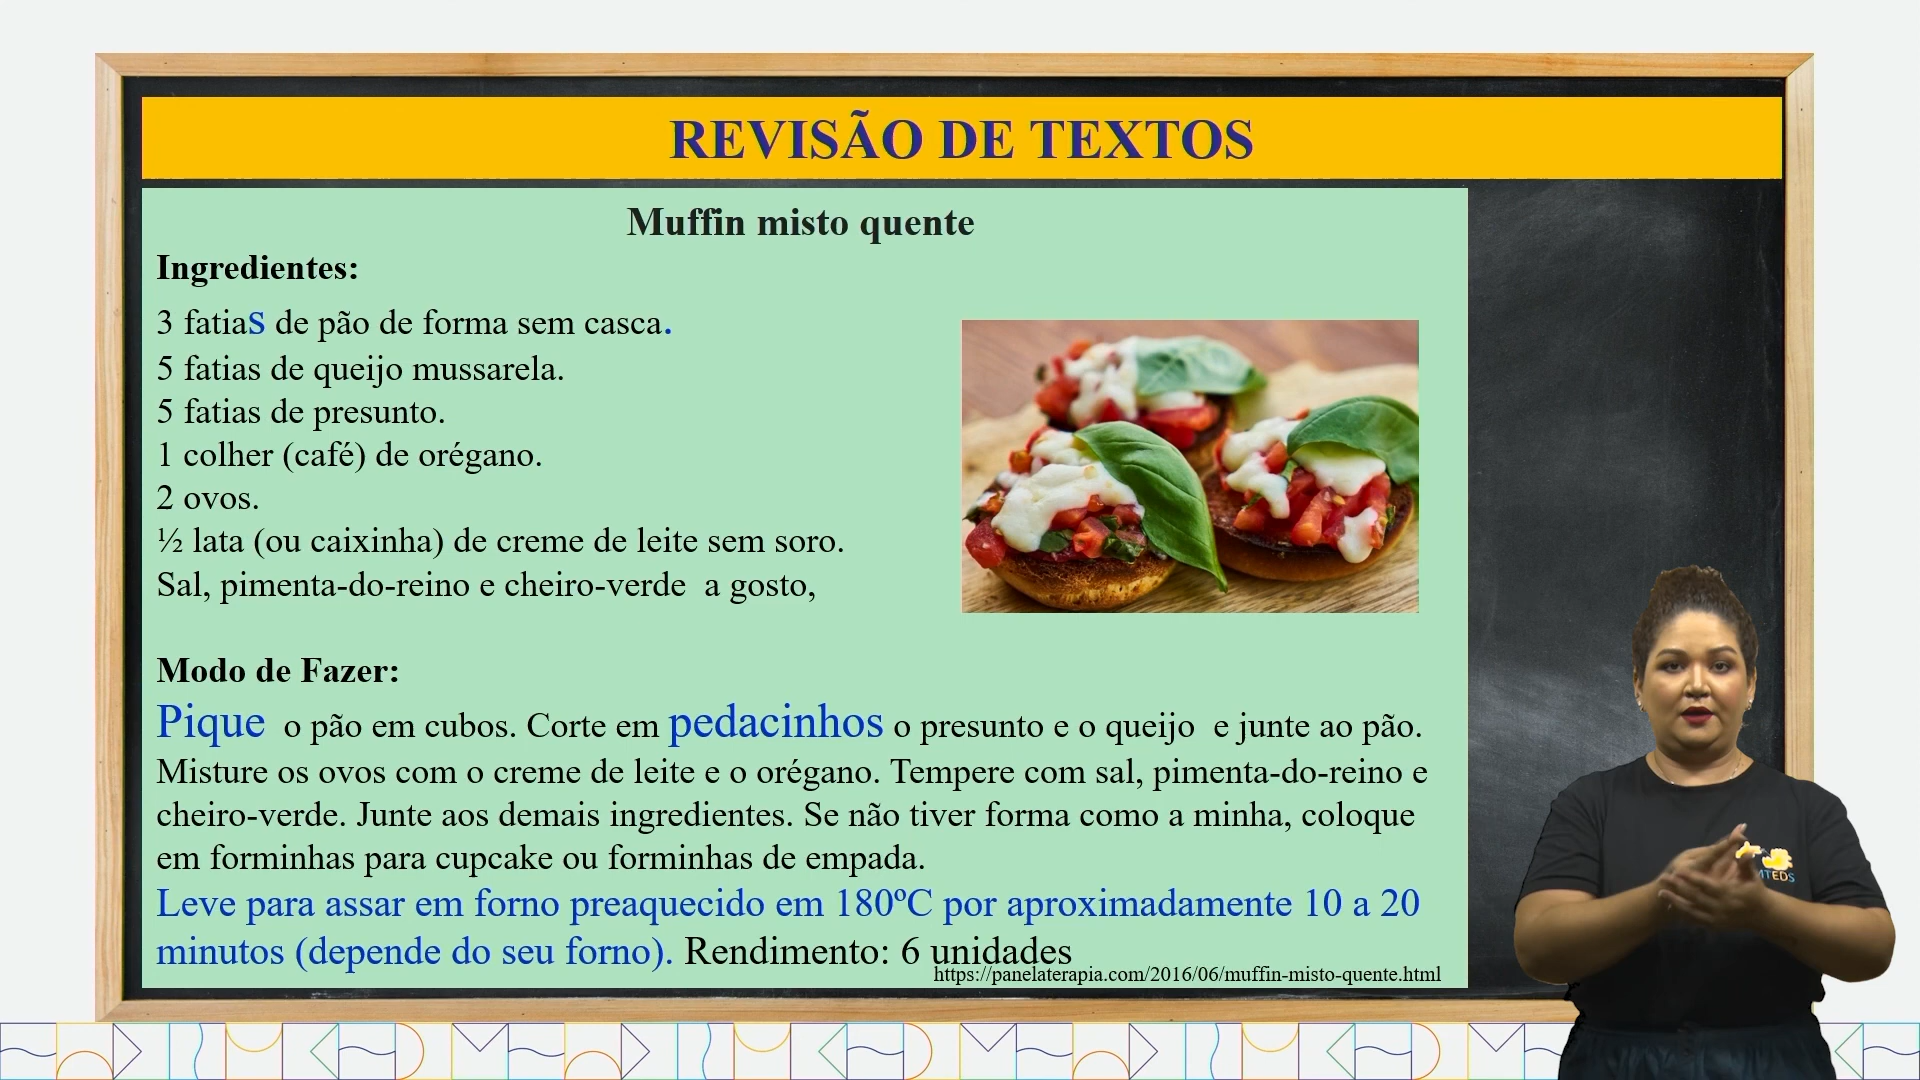 REVISÃO DE TEXTOS
Muffin misto quente
Ingredientes:
3 fatias de pão de forma sem casca.
5 fatias de queijo mussarela.
5 fatias de presunto.
1 colher (café) de orégano.
2 ovos.
½ lata (ou caixinha) de creme de leite sem soro.
Sal, pimenta-do-reino e cheiro-verde  a gosto,
Modo de Fazer:
Pique  o pão em cubos. Corte em pedacinhos o presunto e o queijo  e junte ao pão.
Misture os ovos com o creme de leite e o orégano. Tempere com sal, pimenta-do-reino e
cheiro-verde. Junte aos demais ingredientes. Se não tiver forma como a minha, coloque
em forminhas para cupcake ou forminhas de empada.
Leve para assar em forno preaquecido em 180ºC por aproximadamente 10 a 20
minutos (depende do seu forno). Rendimento: 6 unidades
https://panelaterapia.com/2016/06/muffin-misto-quente.html